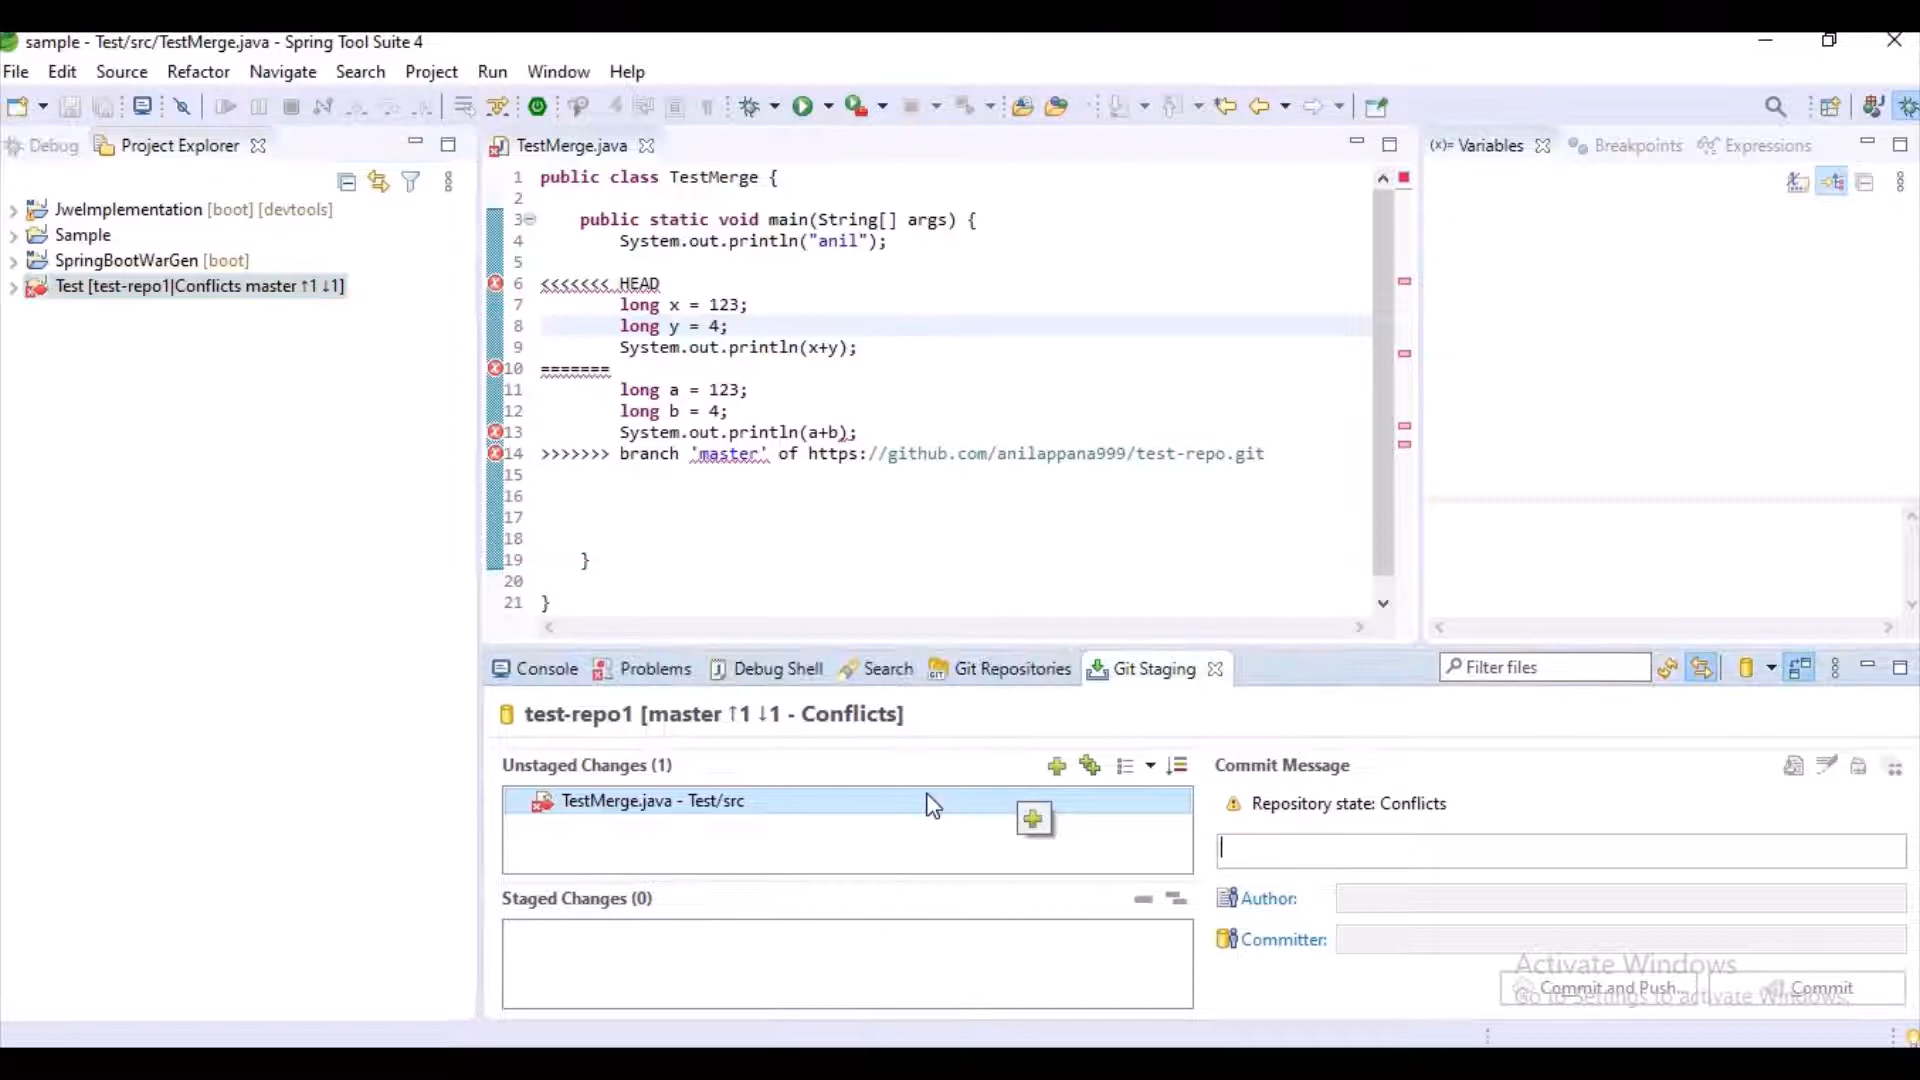 sample - Test/src/TestMerge.java - Spring Tool Suite 4
File Edit Source Refactor Navigate Search Project Run Window Help
Debug Project Explorer
JweImplementation [boot] [devtools]
Sample
SpringBootWarGen [boot]
Test [test-repo1|Conflicts master ↑1 ↓1]
TestMerge.java
1 public class TestMerge {
2
3 public static void main(String[] args) {
4 System.out.println("anil");
5
6 <<<<<<< HEAD
7 long x = 123;
8 long y = 4;
9 System.out.println(x+y);
10 =======
11 long a = 123;
12 long b = 4;
13 System.out.println(a+b);
14 >>>>>>> branch 'master' of https://github.com/anilappana999/test-repo.git
15
16
17
18
19 }
20
21 }
(x)= Variables Breakpoints Expressions
Console Problems Debug Shell Search Git Repositories Git Staging Filter files
test-repo1 [master ↑1 ↓1 - Conflicts]
Unstaged Changes (1)
TestMerge.java - Test/src
Staged Changes (0)
Commit Message
Repository state: Conflicts
Author:
Committer:
Commit and Push... Commit
Activate Windows
Go to Settings to activate Windows.